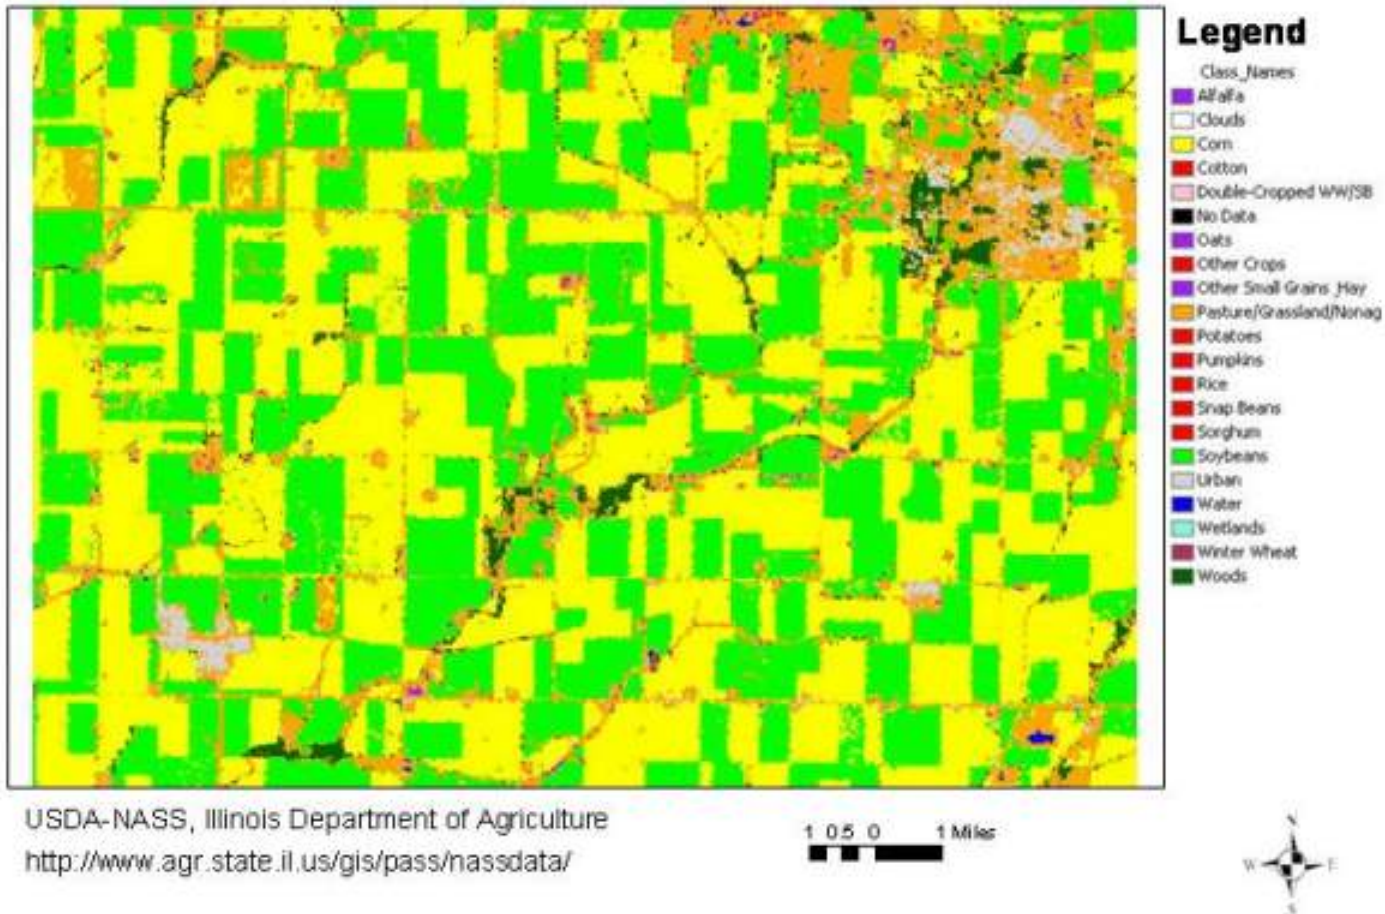 Legend
Class_Names
Alfalfa
Clouds
Corn
Cotton
Double-Cropped WW/SB
No Data
Oats
Other Crops
Other Small Grains_Hay
Pasture/Grassland/Nonag
Potatoes
Pumpkins
Rice
Snap Beans
Sorghum
Soybeans
Urban
Water
Wetlands
Winter Wheat
Woods
USDA-NASS, Illinois Department of Agriculture
http://www.agr.state.il.us/gis/pass/nassdata/
1 0.5 0 1 Miles
N
W E
S